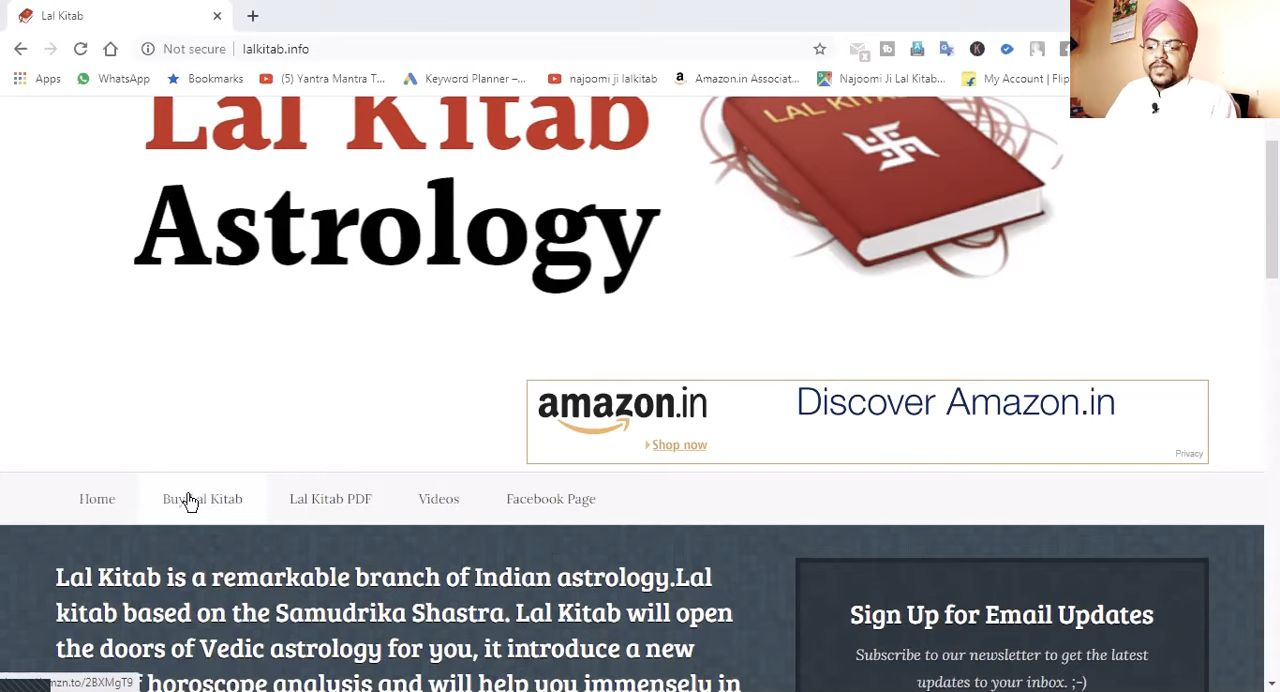 Lal Kitab
Not secure | lalkitab.info
Apps WhatsApp Bookmarks (5) Yantra Mantra T... Keyword Planner –... najoomi ji lalkitab Amazon.in Associat... Najoomi Ji Lal Kitab... My Account | Flip
Lal Kitab
Astrology
LAL KITAB
amazon.in
Discover Amazon.in
Shop now
Privacy
Home Buy Lal Kitab Lal Kitab PDF Videos Facebook Page
Lal Kitab is a remarkable branch of Indian astrology.Lal
kitab based on the Samudrika Shastra. Lal Kitab will open
the doors of Vedic astrology for you, it introduce a new
of horoscope analysis and will help you immensely in
Sign Up for Email Updates
Subscribe to our newsletter to get the latest
updates to your inbox. ;-)
mzn.to/2BXMgT9